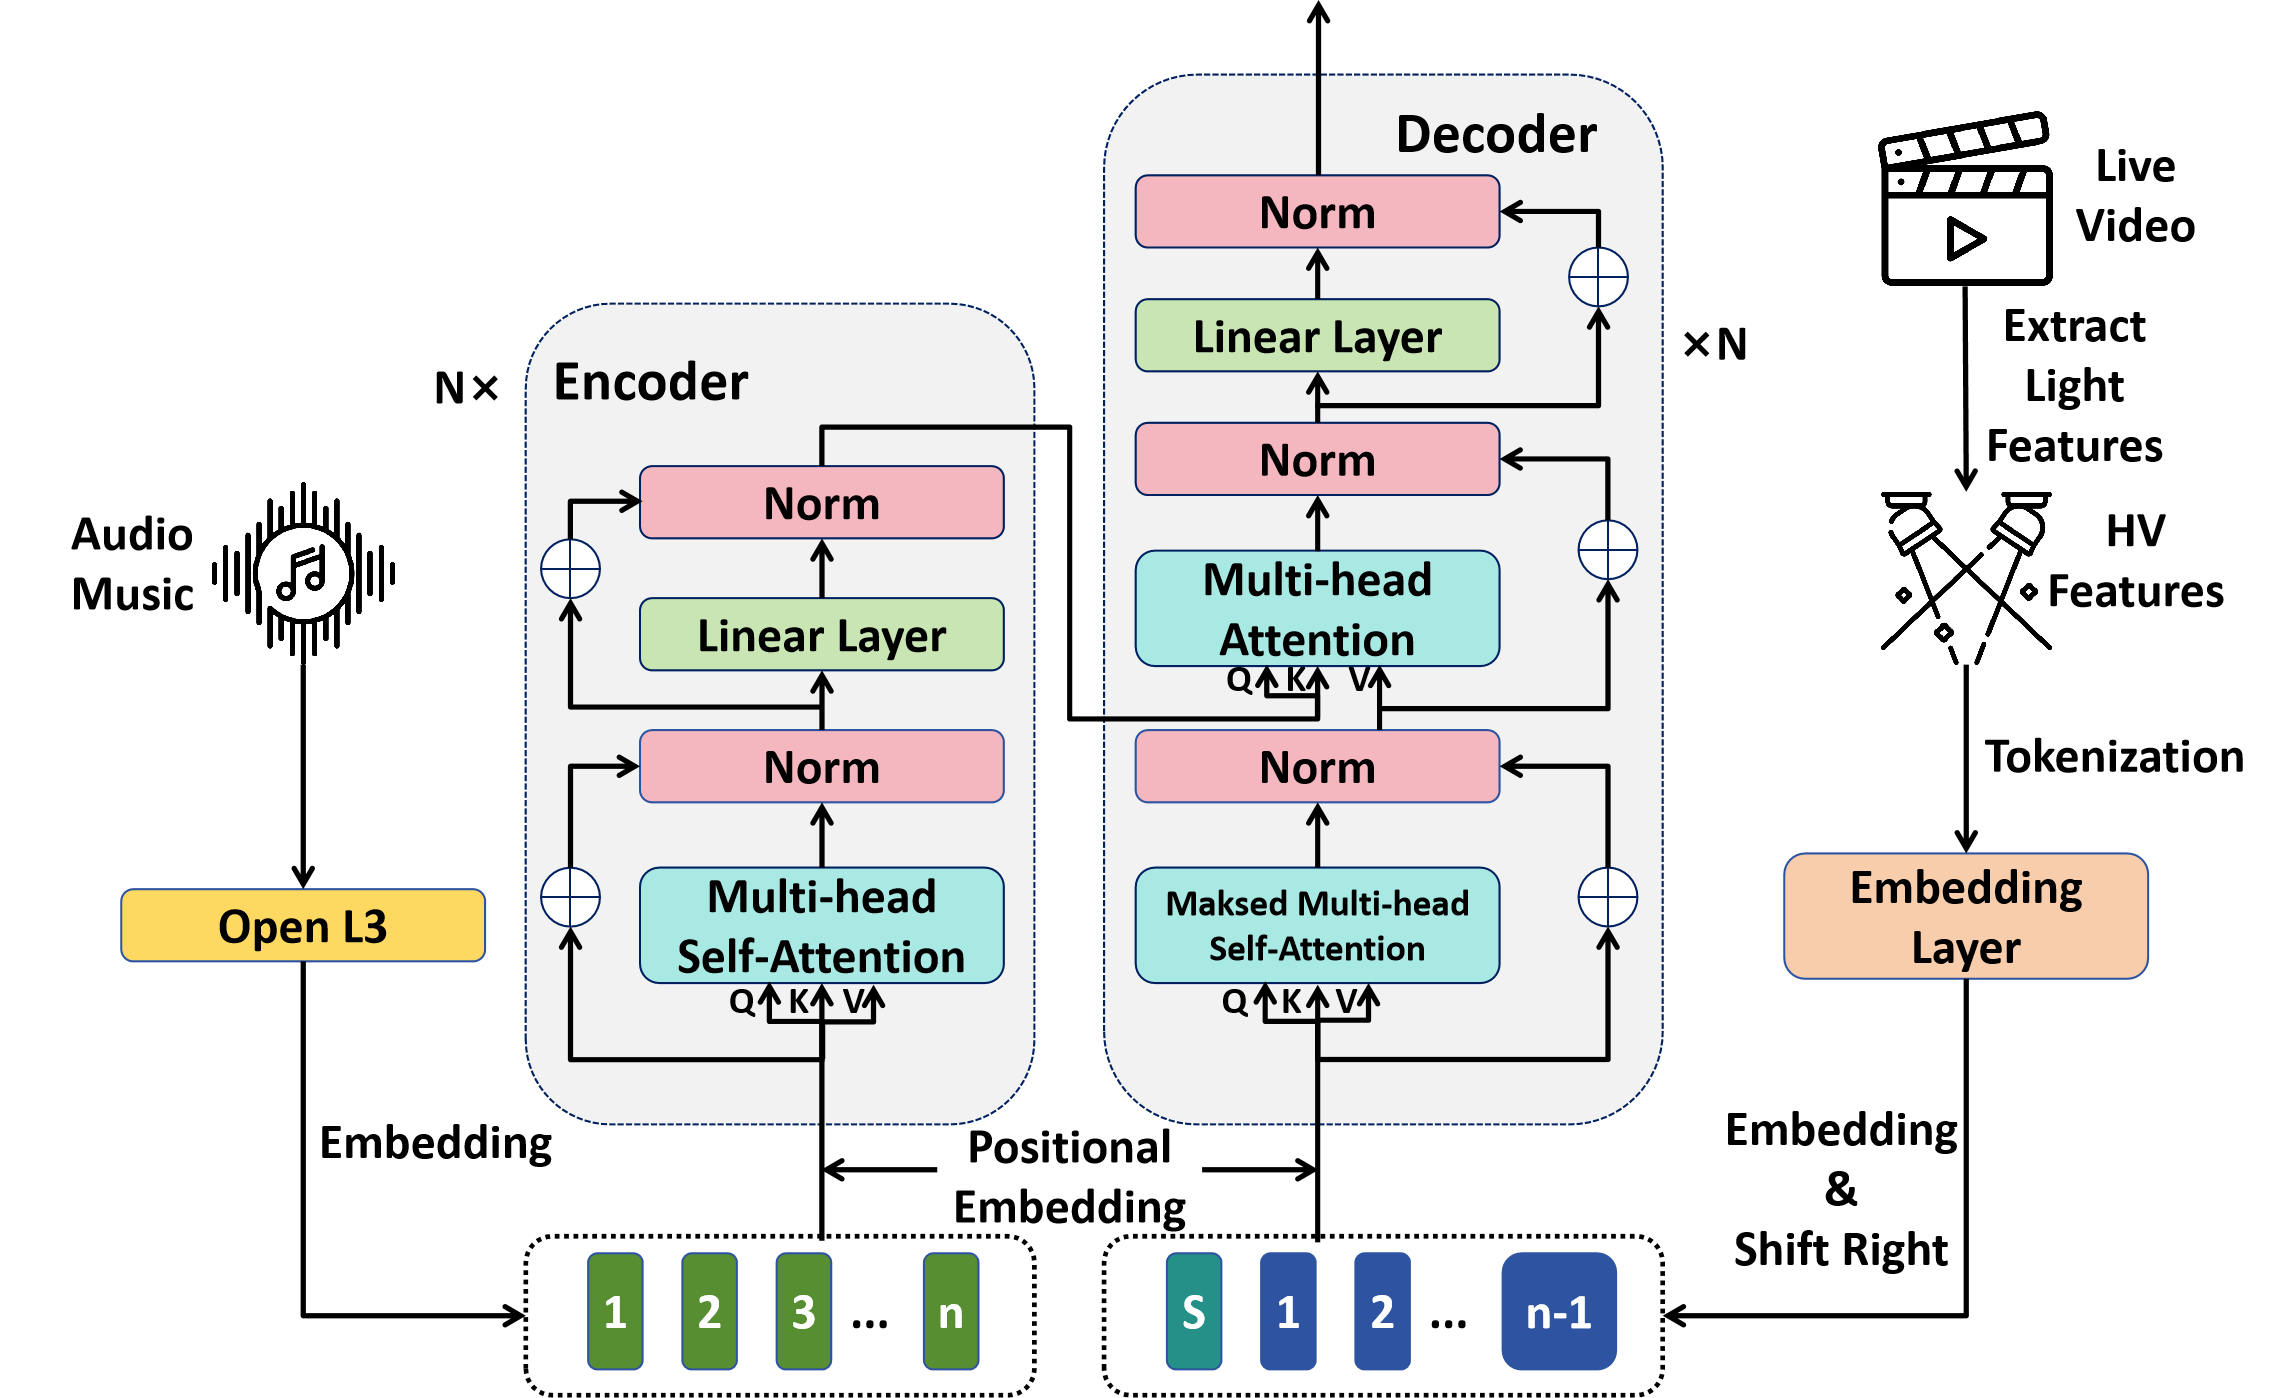 Audio
Music
Open L3
Embedding
N×
Encoder
Norm
Linear Layer
Norm
Multi-head
Self-Attention
Q K V
Positional
Embedding
1 2 3 ... n
Decoder
×N
Norm
Linear Layer
Norm
Multi-head
Attention
Q K V
Norm
Maksed Multi-head
Self-Attention
Q K V
S 1 2 ... n-1
Live
Video
Extract
Light
Features
HV
Features
Tokenization
Embedding
Layer
Embedding
&
Shift Right